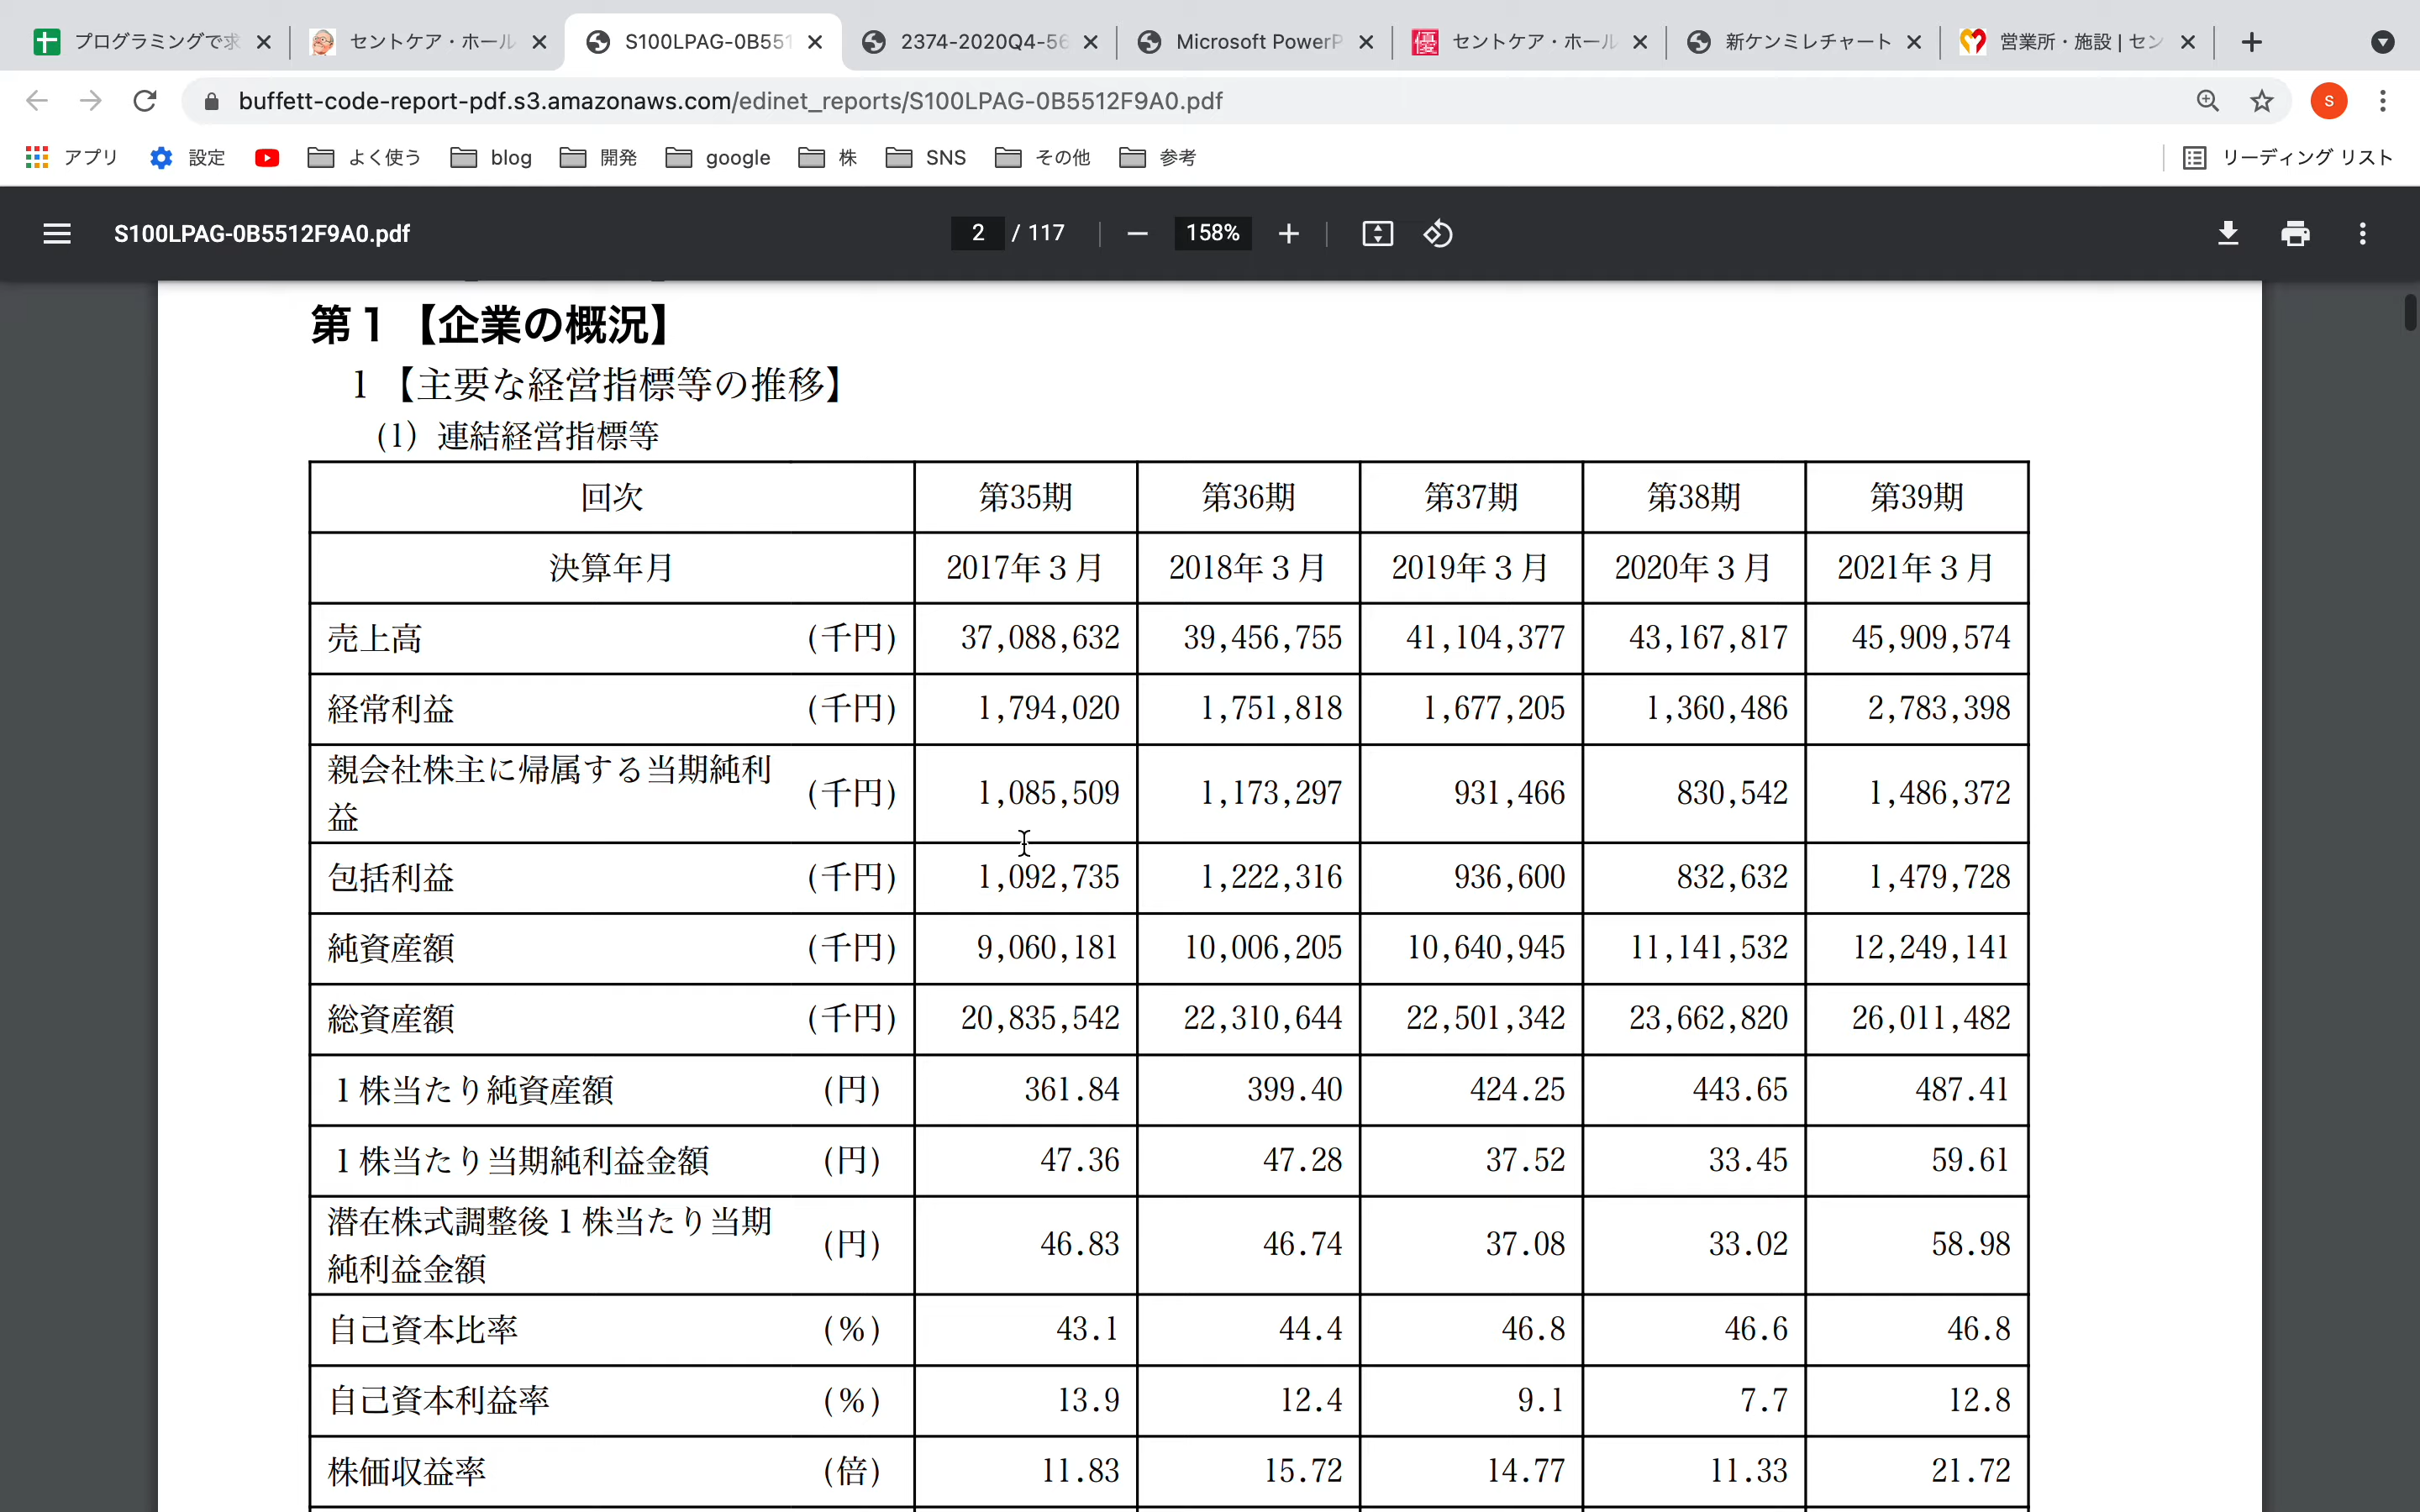 プログラミングで求
セントケア・ホール
S100LPAG-0B551
2374-2020Q4-56
Microsoft PowerP
優
セントケア・ホール
新ケンミレチャート
営業所・施設 | セン
buffett-code-report-pdf.s3.amazonaws.com/edinet_reports/S100LPAG-0B5512F9A0.pdf
s
アプリ
設定
よく使う
blog
開発
google
株
SNS
その他
参考
リーディング リスト
S100LPAG-0B5512F9A0.pdf
2 / 117
158%
第1【企業の概況】
1【主要な経営指標等の推移】
(1) 連結経営指標等
回次 第35期 第36期 第37期 第38期 第39期
決算年月 2017年3月 2018年3月 2019年3月 2020年3月 2021年3月
売上高 (千円) 37,088,632 39,456,755 41,104,377 43,167,817 45,909,574
経常利益 (千円) 1,794,020 1,751,818 1,677,205 1,360,486 2,783,398
親会社株主に帰属する当期純利
益 (千円) 1,085,509 1,173,297 931,466 830,542 1,486,372
包括利益 (千円) 1,092,735 1,222,316 936,600 832,632 1,479,728
純資産額 (千円) 9,060,181 10,006,205 10,640,945 11,141,532 12,249,141
総資産額 (千円) 20,835,542 22,310,644 22,501,342 23,662,820 26,011,482
1株当たり純資産額 (円) 361.84 399.40 424.25 443.65 487.41
1株当たり当期純利益金額 (円) 47.36 47.28 37.52 33.45 59.61
潜在株式調整後1株当たり当期
純利益金額 (円) 46.83 46.74 37.08 33.02 58.98
自己資本比率 (%) 43.1 44.4 46.8 46.6 46.8
自己資本利益率 (%) 13.9 12.4 9.1 7.7 12.8
株価収益率 (倍) 11.83 15.72 14.77 11.33 21.72